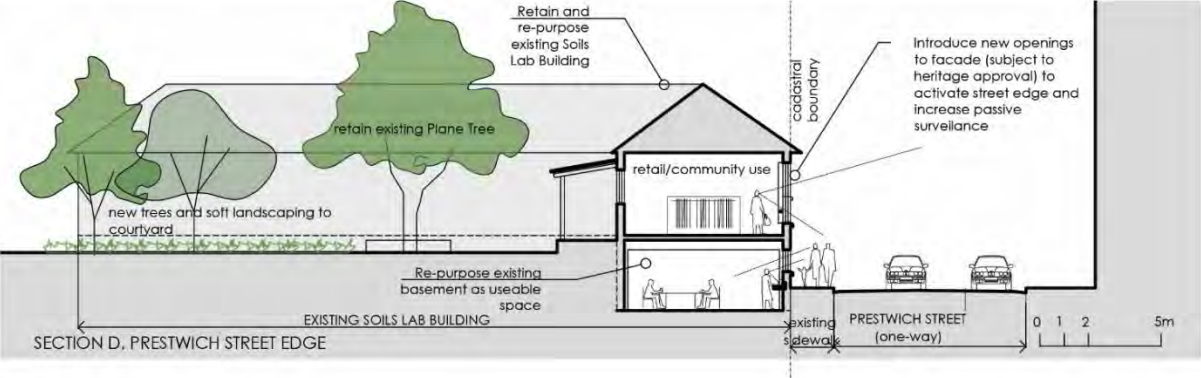 Retain and
re-purpose
existing Soils
Lab Building
cadastral
boundary
Introduce new openings
to facade (subject to
heritage approval) to
activate street edge and
increase passive
surveilance
retain existing Plane Tree
retail/community use
new trees and soft landscaping to
courtyard
Re-purpose existing
basement as useable
space
EXISTING SOILS LAB BUILDING
existing
sidewalk
PRESTWICH STREET
(one-way)
0 1 2 5m
SECTION D, PRESTWICH STREET EDGE